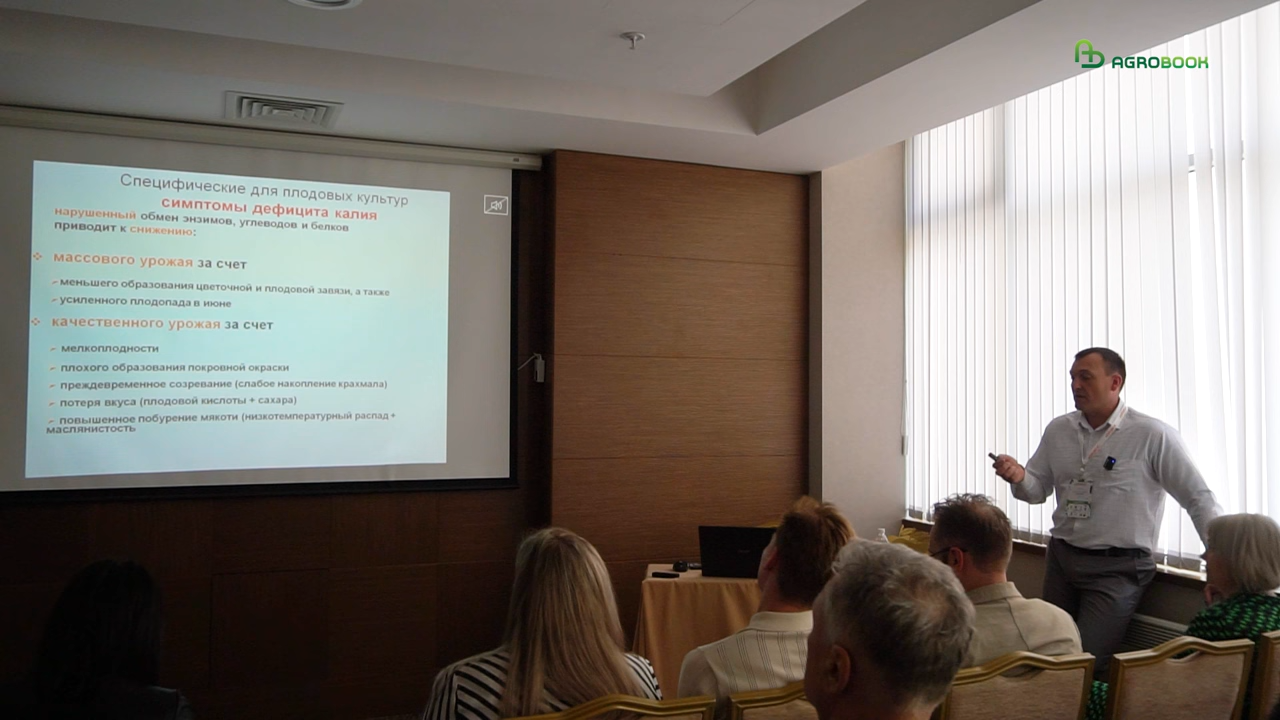 AGROBOOK
Специфические для плодовых культур
симптомы дефицита калия
нарушенный обмен энзимов, углеводов и белков
приводит к снижению:
массового урожая за счет
меньшего образования цветочной и плодовой завязи, а также
усиленного плодопада в июне
качественного урожая за счет
мелкоплодности
плохого образования покровной окраски
преждевременное созревание (слабое накопление крахмала)
потеря вкуса (плодовой кислоты + сахара)
повышенное побурение мякоти (низкотемпературный распад +
маслянистость